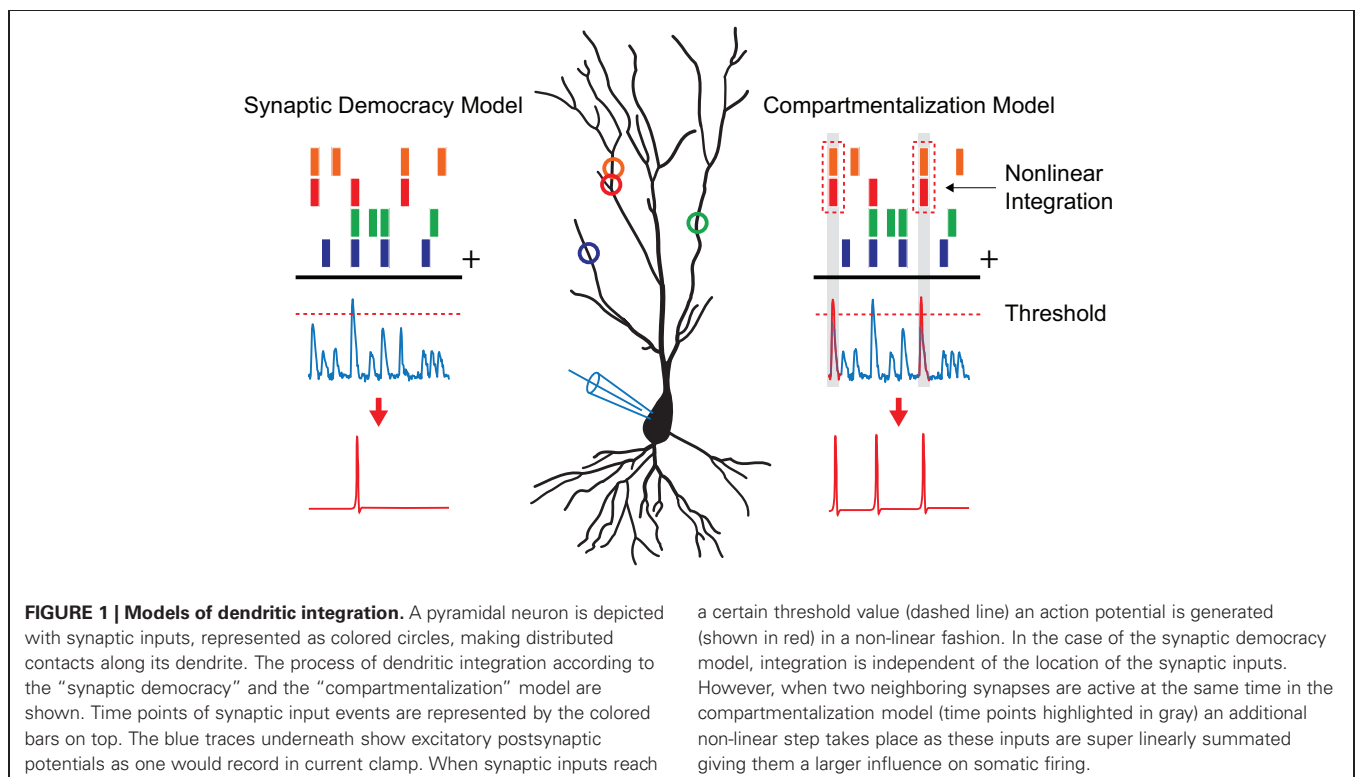 Synaptic Democracy Model
Compartmentalization Model
Nonlinear
Integration
+
+
Threshold
FIGURE 1 | Models of dendritic integration. A pyramidal neuron is depicted
with synaptic inputs, represented as colored circles, making distributed
contacts along its dendrite. The process of dendritic integration according to
the “synaptic democracy” and the “compartmentalization” model are
shown. Time points of synaptic input events are represented by the colored
bars on top. The blue traces underneath show excitatory postsynaptic
potentials as one would record in current clamp. When synaptic inputs reach
a certain threshold value (dashed line) an action potential is generated
(shown in red) in a non-linear fashion. In the case of the synaptic democracy
model, integration is independent of the location of the synaptic inputs.
However, when two neighboring synapses are active at the same time in the
compartmentalization model (time points highlighted in gray) an additional
non-linear step takes place as these inputs are super linearly summated
giving them a larger influence on somatic firing.